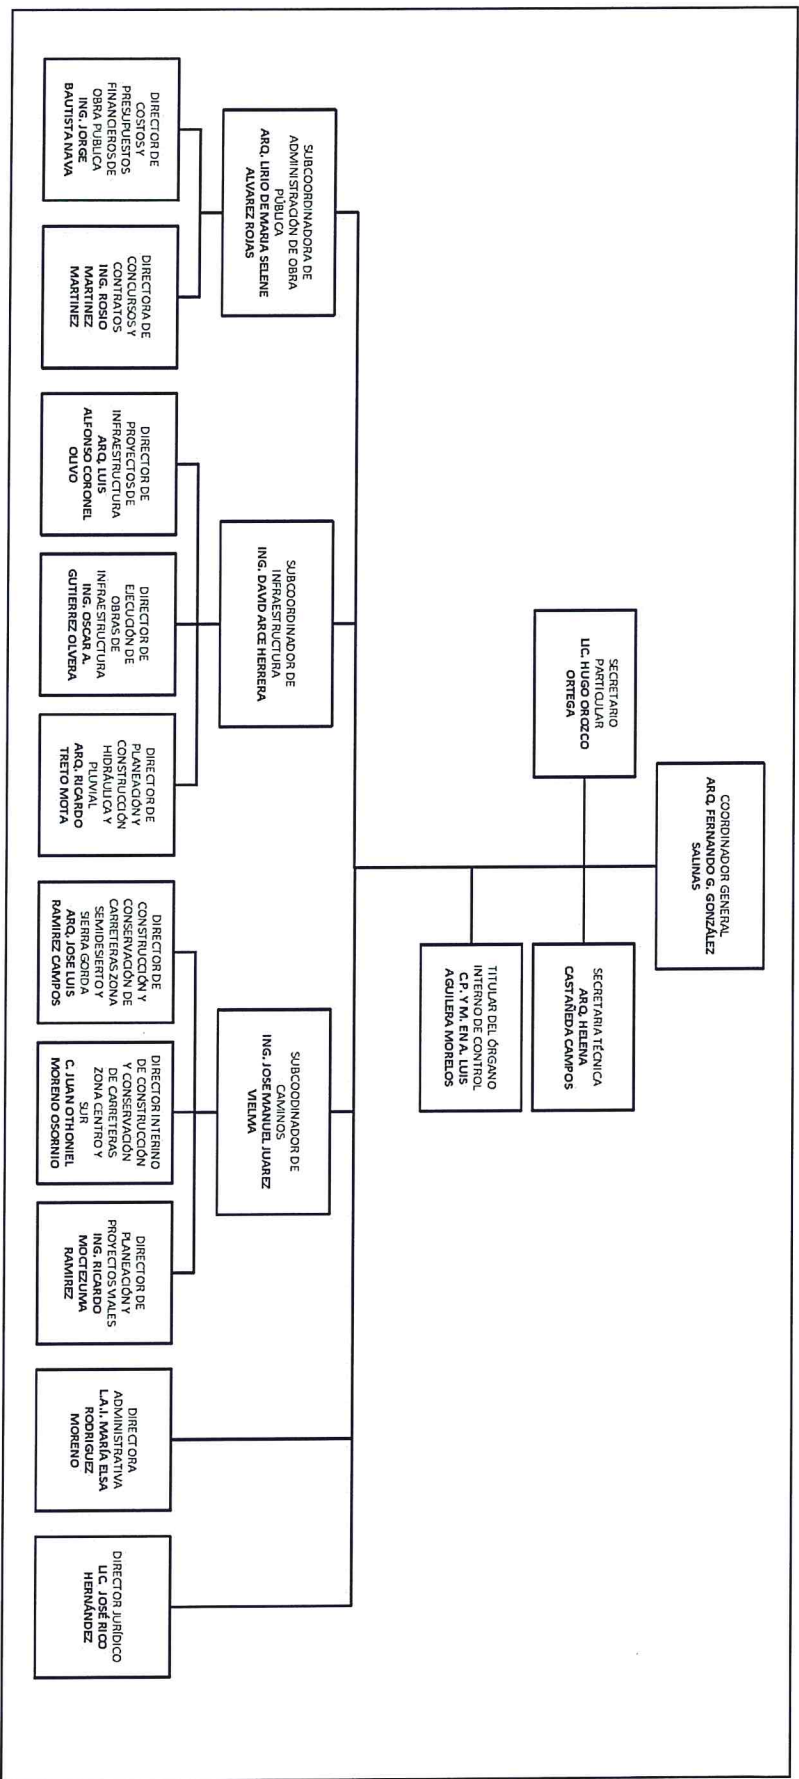 COORDINADOR GENERAL
ARQ. FERNANDO G. GONZÁLEZ
SALINAS
SECRETARIO
PARTICULAR
LIC. HUGO OROZCO
ORTEGA
SECRETARIA TÉCNICA
ARQ. HELENA
CASTAÑEDA CAMPOS
TITULAR DEL ÓRGANO
INTERNO DE CONTROL
C.P. Y M. EN A. LUIS
AGUILERA MORELOS
SUBCOORDINADORA DE
ADMINISTRACIÓN DE OBRA
PÚBLICA
ARQ. LIRIO DE MARIA SELENE
ALVAREZ ROJAS
SUBCOORDINADOR DE
INFRAESTRUCTURA
ING. DAVID ARCE HERRERA
SUBCOODINADOR DE
CAMINOS
ING. JOSE MANUEL JUAREZ
VIELMA
DIRECTOR DE
COSTOS Y
PRESUPUESTOS
FINANCIEROS DE
OBRA PUBLICA
ING. JORGE
BAUTISTA NAVA
DIRECTORA DE
CONCURSOS Y
CONTRATOS
ING. ROSIO
MARTINEZ
MARTINEZ
DIRECTOR DE
PROYECTOS DE
INFRAESTRUCTURA
ARQ. LUIS
ALFONSO CORONEL
OLIVO
DIRECTOR DE
EJECUCIÓN DE
OBRAS DE
INFRAESTRUCTURA
ING. OSCAR A.
GUTIERREZ OLVERA
DIRECTOR DE
PLANEACIÓN Y
CONSTRUCCIÓN
HIDRÁULICA Y
PLUVIAL
ARQ. RICARDO
TRETO MOTA
DIRECTOR DE
CONSTRUCCIÓN Y
CONSERVACIÓN DE
CARRETERAS ZONA
SEMIDESIERTO Y
SIERRA GORDA
ARQ. JOSE LUIS
RAMIREZ CAMPOS
DIRECTOR INTERINO
DE CONSTRUCCIÓN
Y CONSERVACIÓN
DE CARRETERAS
ZONA CENTRO Y
SUR
C. JUAN OTHONIEL
MORENO OSORNIO
DIRECTOR DE
PLANEACIÓN Y
PROYECTOS VIALES
ING. RICARDO
MOCTEZUMA
RAMIREZ
DIRECTORA
ADMINISTRATIVA
L.A.I. MARÍA ELSA
RODRIGUEZ
MORENO
DIRECTOR JURÍDICO
LIC. JOSÉ RICO
HERNÁNDEZ